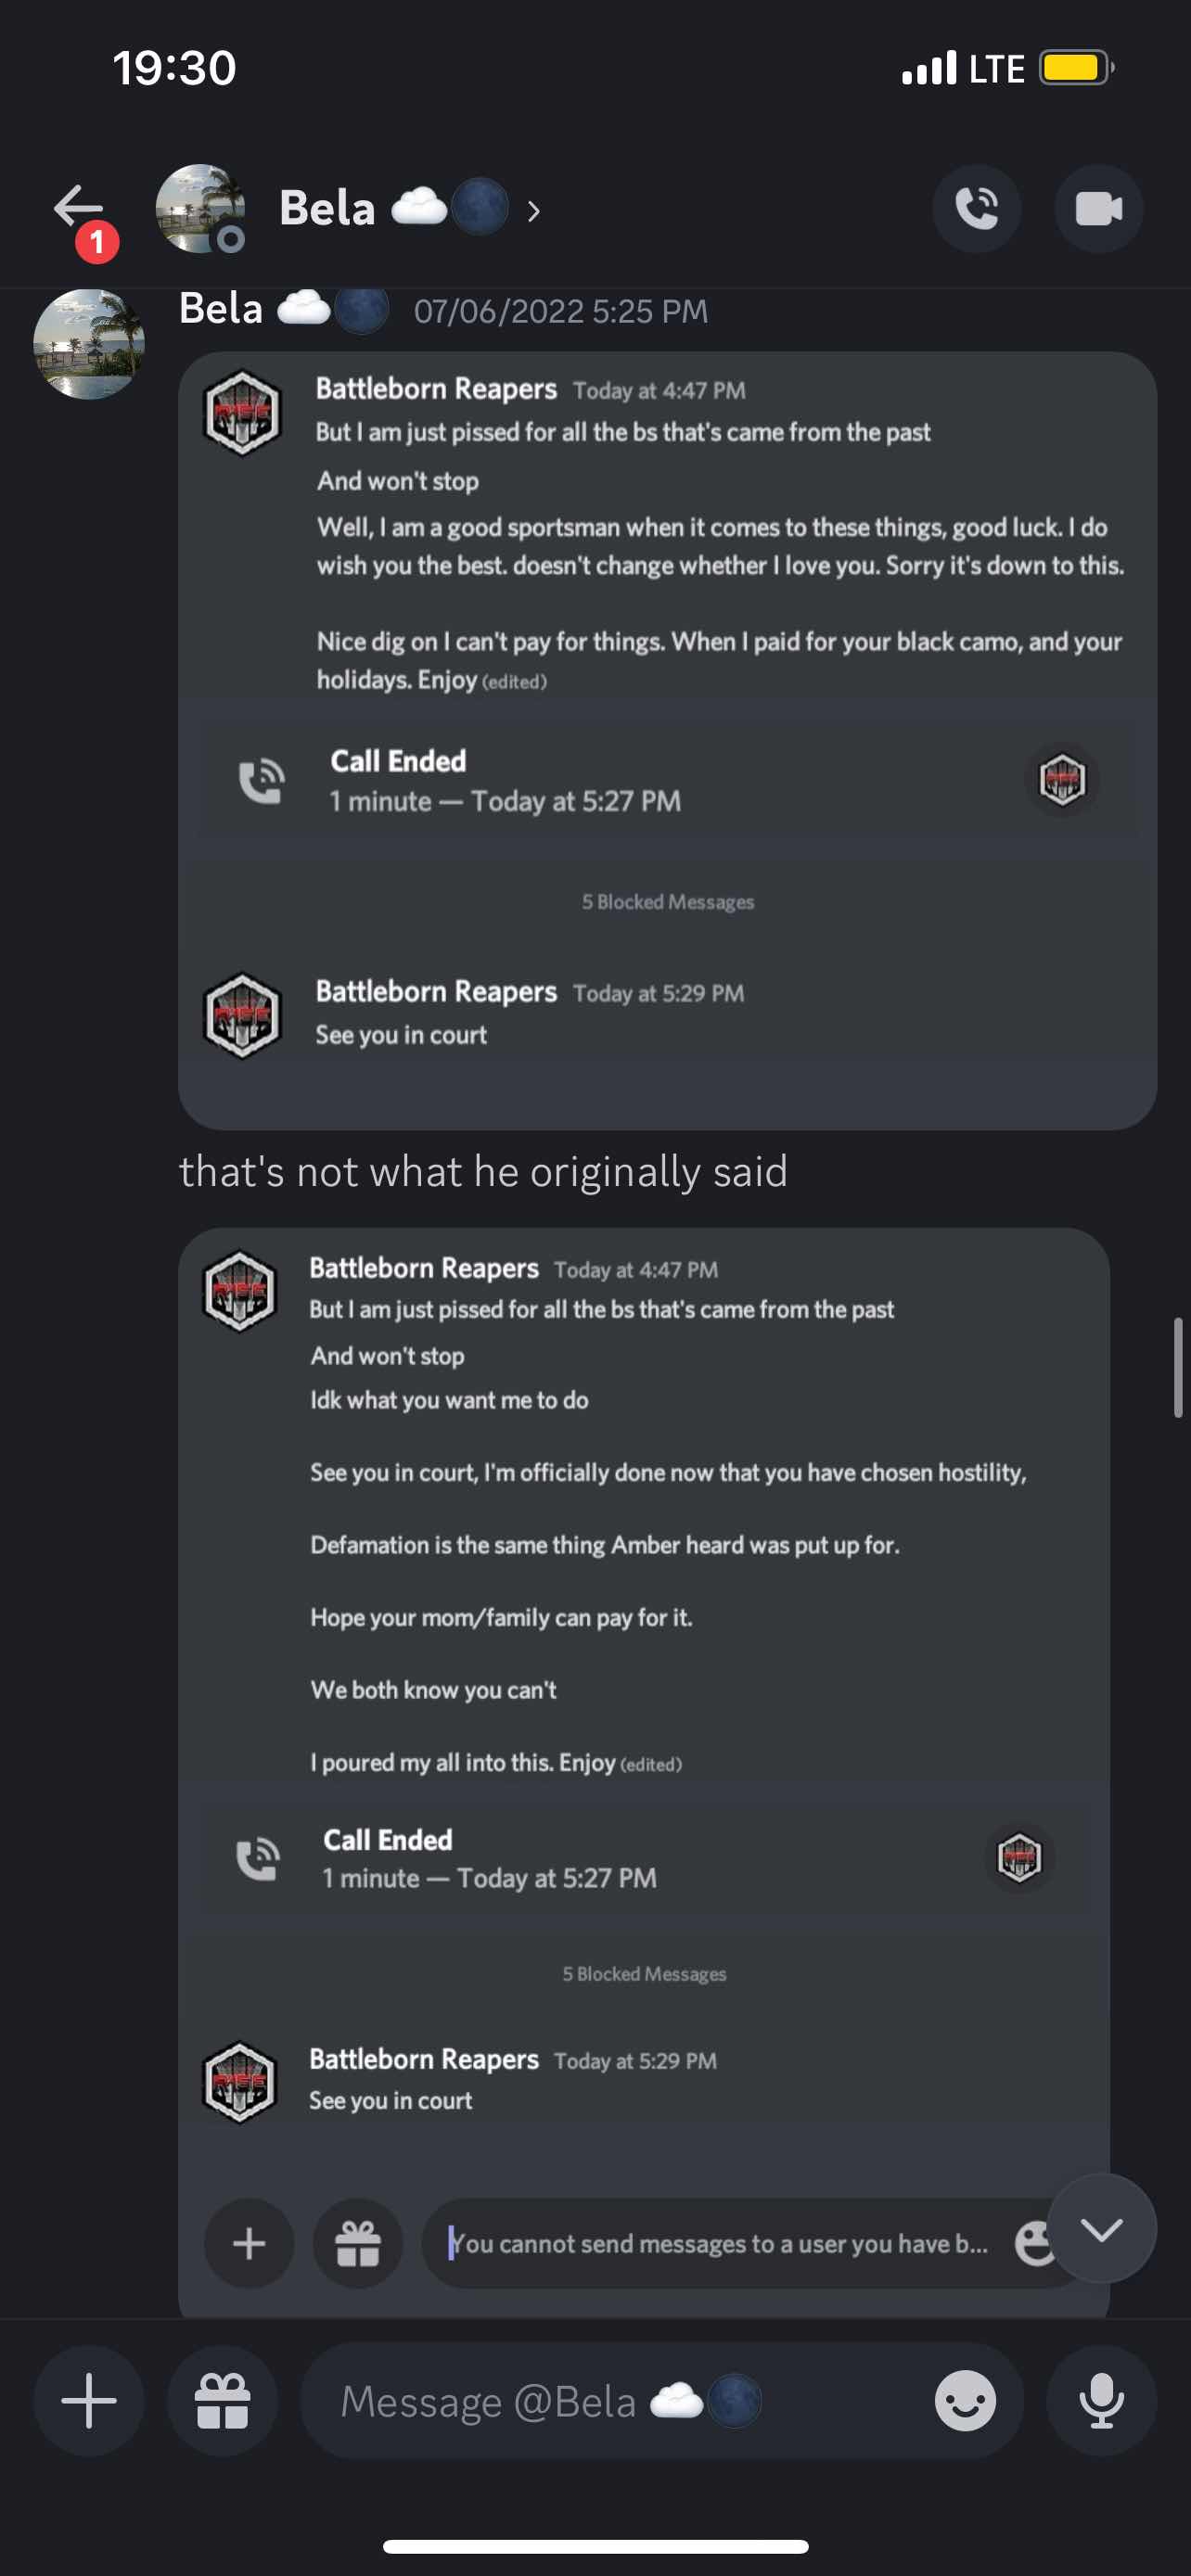 19:30
LTE
1
Bela ☁️🌑 ›
Bela ☁️🌑 07/06/2022 5:25 PM
Battleborn Reapers Today at 4:47 PM
But I am just pissed for all the bs that's came from the past
And won't stop
Well, I am a good sportsman when it comes to these things, good luck. I do
wish you the best. doesn't change whether I love you. Sorry it's down to this.
Nice dig on I can't pay for things. When I paid for your black camo, and your
holidays. Enjoy (edited)
Call Ended
1 minute — Today at 5:27 PM
5 Blocked Messages
Battleborn Reapers Today at 5:29 PM
See you in court
that's not what he originally said
Battleborn Reapers Today at 4:47 PM
But I am just pissed for all the bs that's came from the past
And won't stop
Idk what you want me to do
See you in court, I'm officially done now that you have chosen hostility,
Defamation is the same thing Amber heard was put up for.
Hope your mom/family can pay for it.
We both know you can't
I poured my all into this. Enjoy (edited)
Call Ended
1 minute — Today at 5:27 PM
5 Blocked Messages
Battleborn Reapers Today at 5:29 PM
See you in court
You cannot send messages to a user you have b...
Message @Bela ☁️🌑